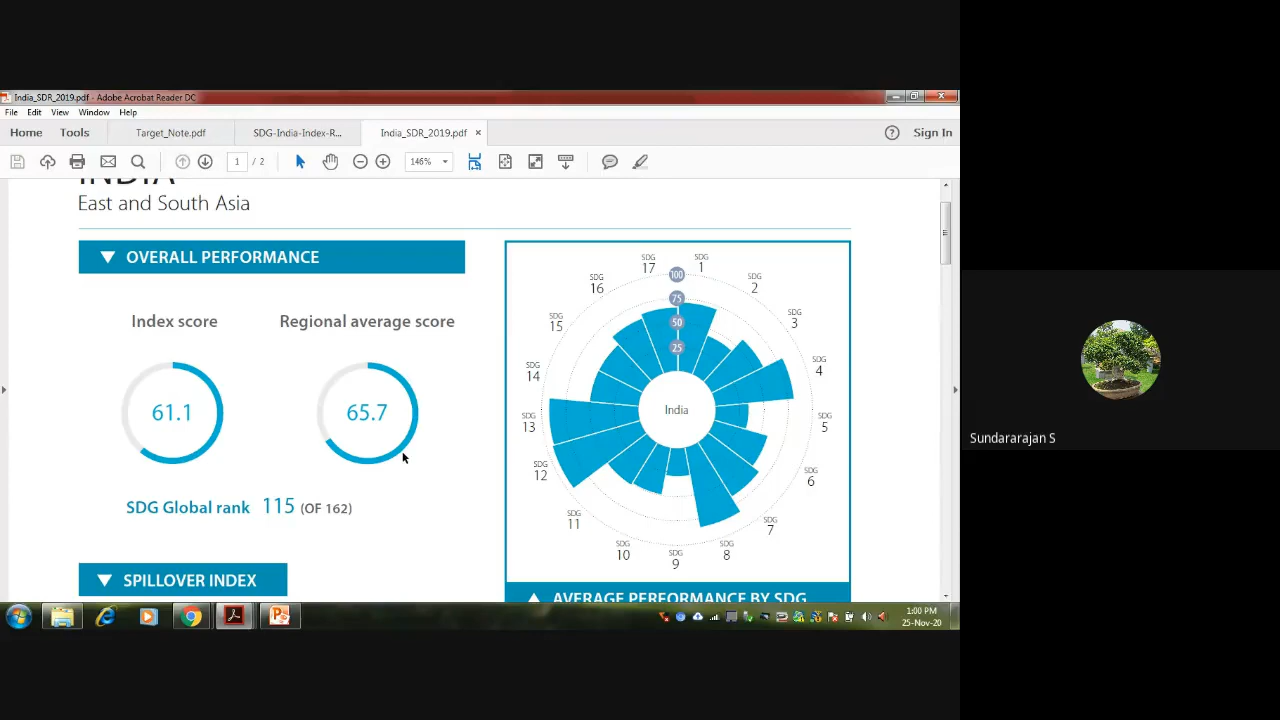 India_SDR_2019.pdf - Adobe Acrobat Reader DC
File Edit View Window Help
Home Tools Target_Note.pdf SDG-India-Index-R... India_SDR_2019.pdf × ? Sign In
1 / 2 146%
INDIA
East and South Asia
OVERALL PERFORMANCE
Index score Regional average score
61.1 65.7
SDG Global rank 115 (OF 162)
SPILLOVER INDEX
SDG 1
SDG 2
SDG 3
SDG 4
SDG 5
SDG 6
SDG 7
SDG 8
SDG 9
SDG 10
SDG 11
SDG 12
SDG 13
SDG 14
SDG 15
SDG 16
SDG 17
100
75
50
25
India
AVERAGE PERFORMANCE BY SDG
Sundararajan S
1:00 PM
25-Nov-20